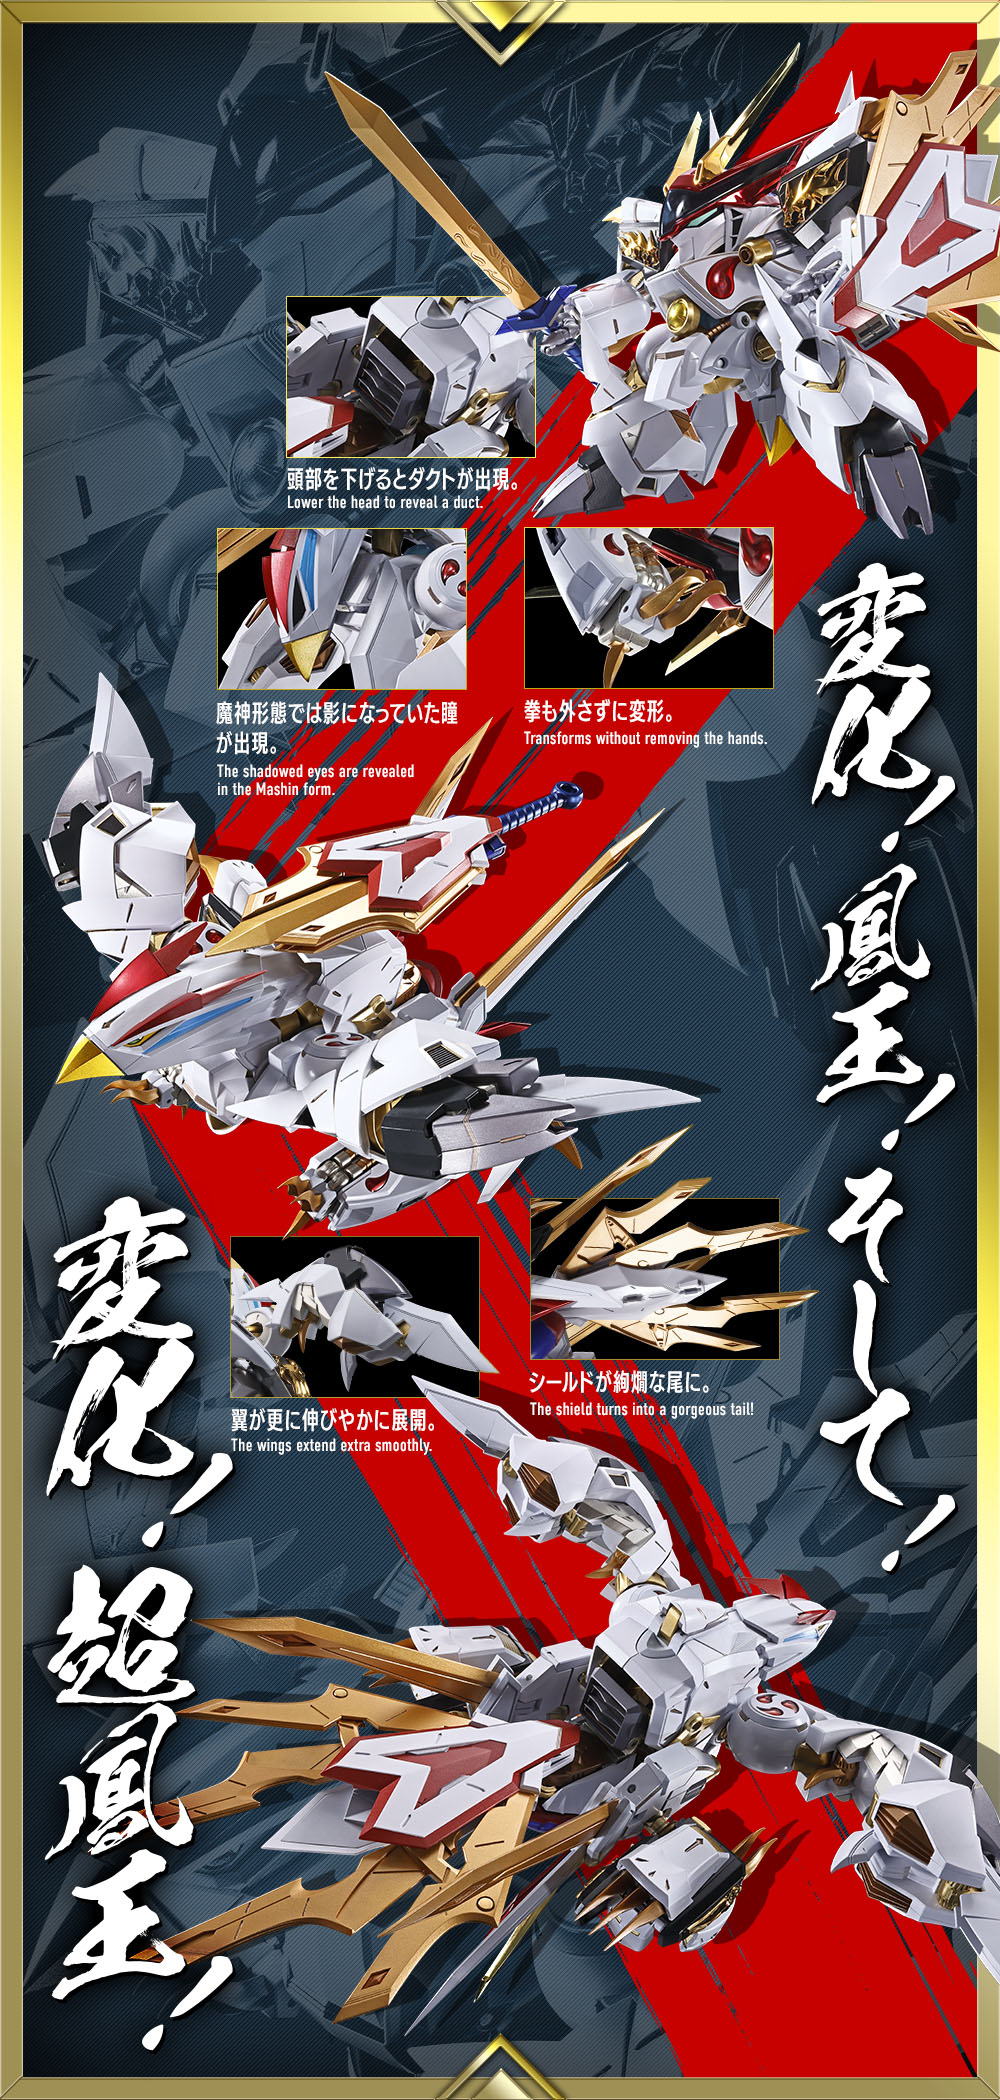 頭部を下げるとダクトが出現。
Lower the head to reveal a duct.
魔神形態では影になっていた瞳
が出現。
The shadowed eyes are revealed
in the Mashin form.
拳も外さずに変形。
Transforms without removing the hands.
変化!鳳王!そして!
シールドが絢爛な尾に。
The shield turns into a gorgeous tail!
翼が更に伸びやかに展開。
The wings extend extra smoothly.
変化!超鳳王!